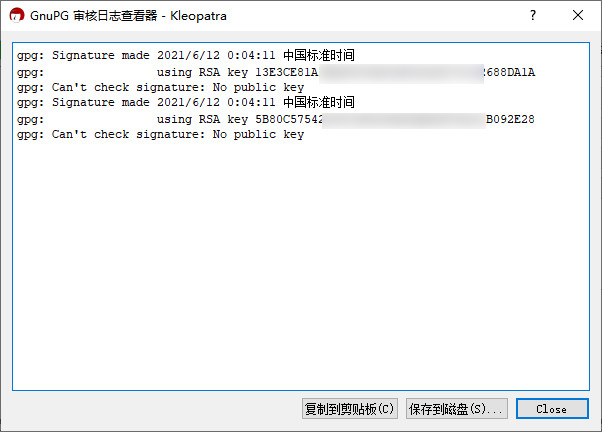 GnuPG 审核日志查看器 - Kleopatra
gpg: Signature made 2021/6/12 0:04:11 中国标准时间
gpg: using RSA key 13E3CE81A 2688DA1A
gpg: Can't check signature: No public key
gpg: Signature made 2021/6/12 0:04:11 中国标准时间
gpg: using RSA key 5B80C57542 B092E28
gpg: Can't check signature: No public key
复制到剪贴板(C) 保存到磁盘(S)... Close